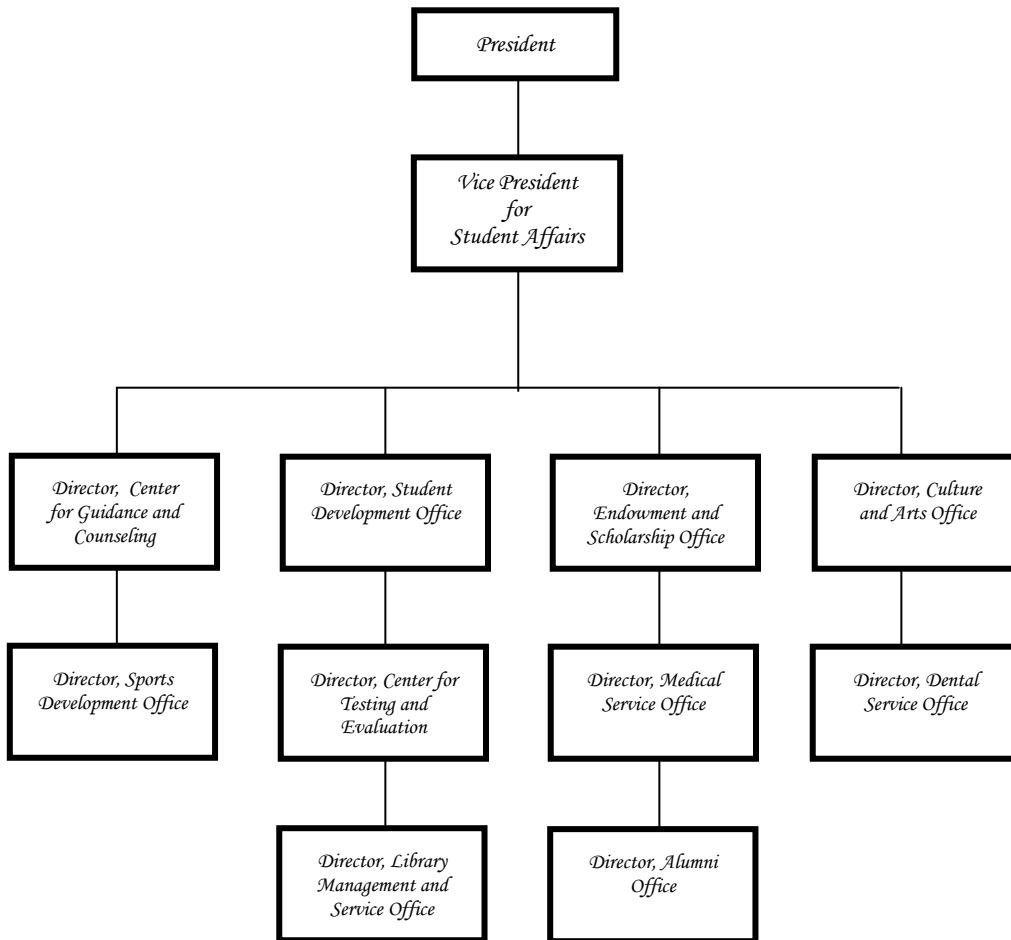 President
Vice President
for
Student Affairs
Director, Center
for Guidance and
Counseling
Director, Student
Development Office
Director,
Endowment and
Scholarship Office
Director, Culture
and Arts Office
Director, Sports
Development Office
Director, Center for
Testing and
Evaluation
Director, Medical
Service Office
Director, Dental
Service Office
Director, Library
Management and
Service Office
Director, Alumni
Office